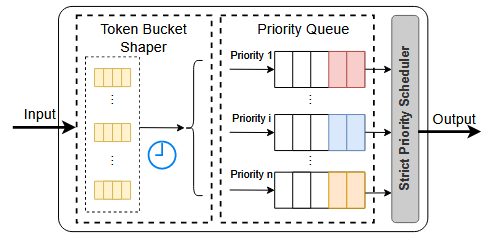 Token Bucket
Shaper
Priority Queue
Input
Priority 1
Priority i
Priority n
Strict Priority Scheduler
Output